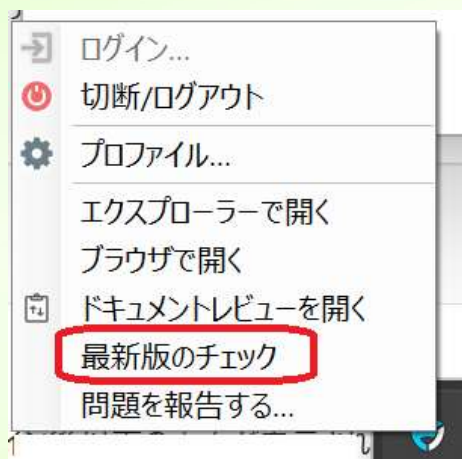 ログイン...
切断/ログアウト
プロファイル...
エクスプローラーで開く
ブラウザで開く
ドキュメントレビューを開く
最新版のチェック
問題を報告する...